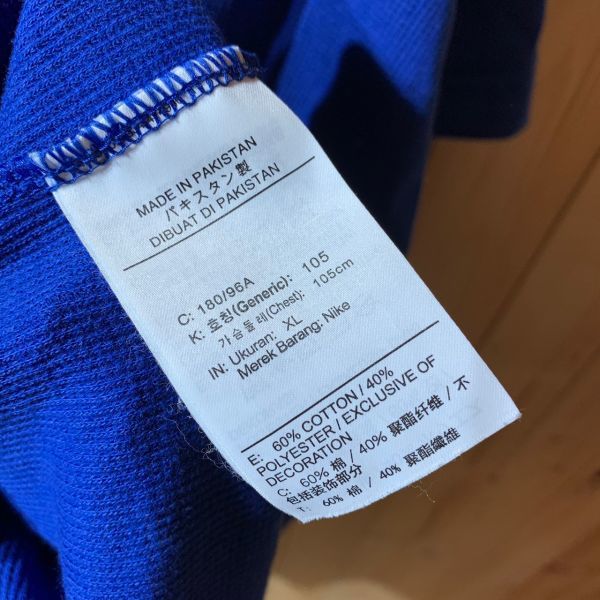 MADE IN PAKISTAN
パキスタン製
DIBUAT DI PAKISTAN
C: 180/96A
K: 호칭(Generic): 105
가슴둘레(Chest): 105cm
IN: Ukuran: XL
Merek Barang: Nike
E: 60% COTTON / 40%
POLYESTER / EXCLUSIVE OF
DECORATION
C: 60% 棉 / 40% 聚酯纤维 / 不
包括装饰部分
T: 60% 棉 / 40% 聚酯纖維